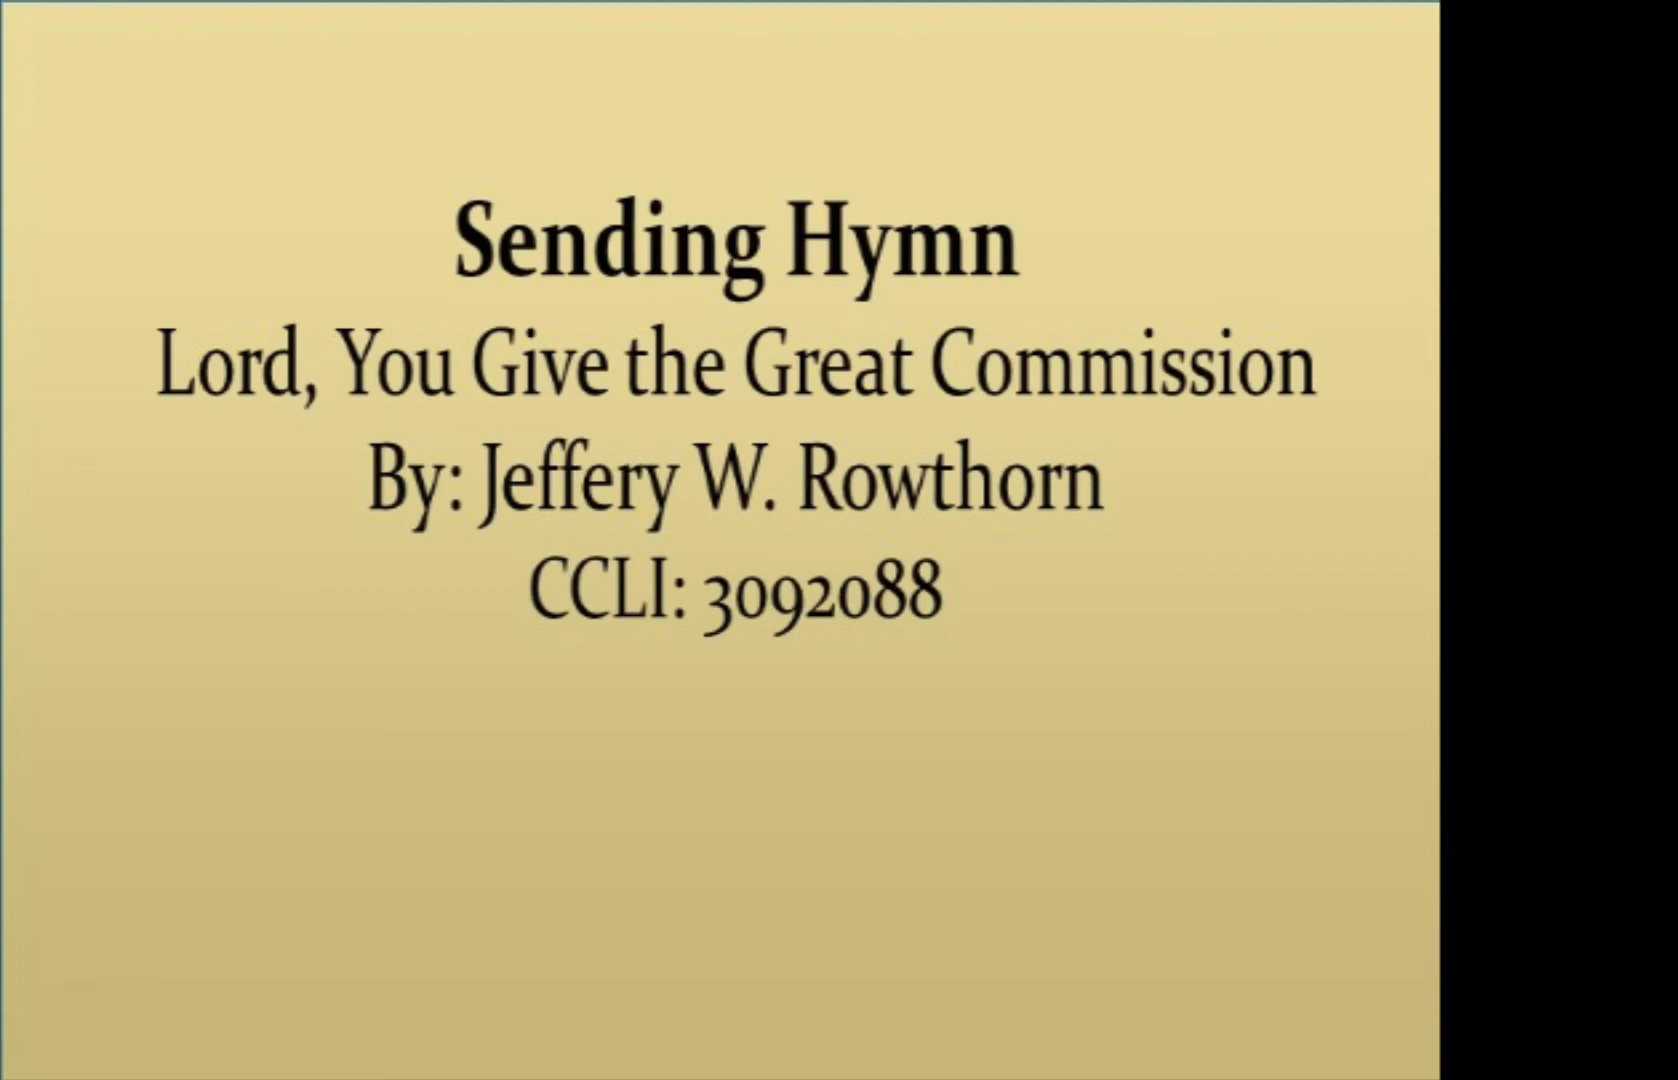 Sending Hymn
Lord, You Give the Great Commission
By: Jeffery W. Rowthorn
CCLI: 3092088